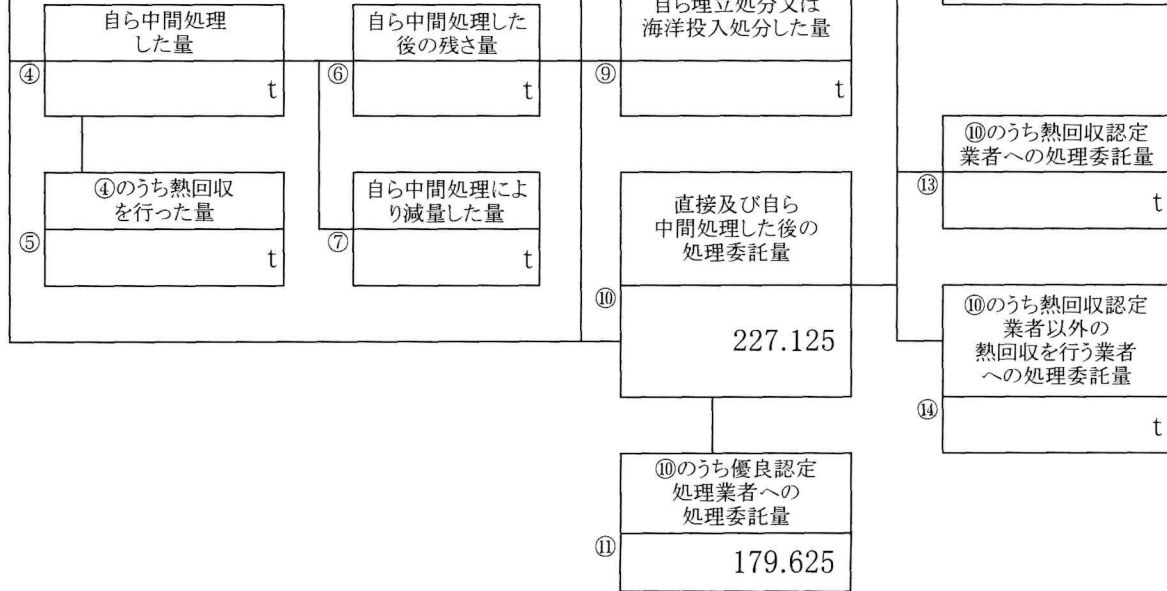 自ら中間処理
した量
④
t
自ら中間処理した
後の残さ量
⑥
t
自ら埋立処分又は
海洋投入処分した量
⑨
t
④のうち熱回収
を行った量
⑤
t
自ら中間処理によ
り減量した量
⑦
t
直接及び自ら
中間処理した後の
処理委託量
⑩
227.125
⑩のうち優良認定
処理業者への
処理委託量
⑪
179.625
⑩のうち熱回収認定
業者への処理委託量
⑬
t
⑩のうち熱回収認定
業者以外の
熱回収を行う業者
への処理委託量
⑭
t